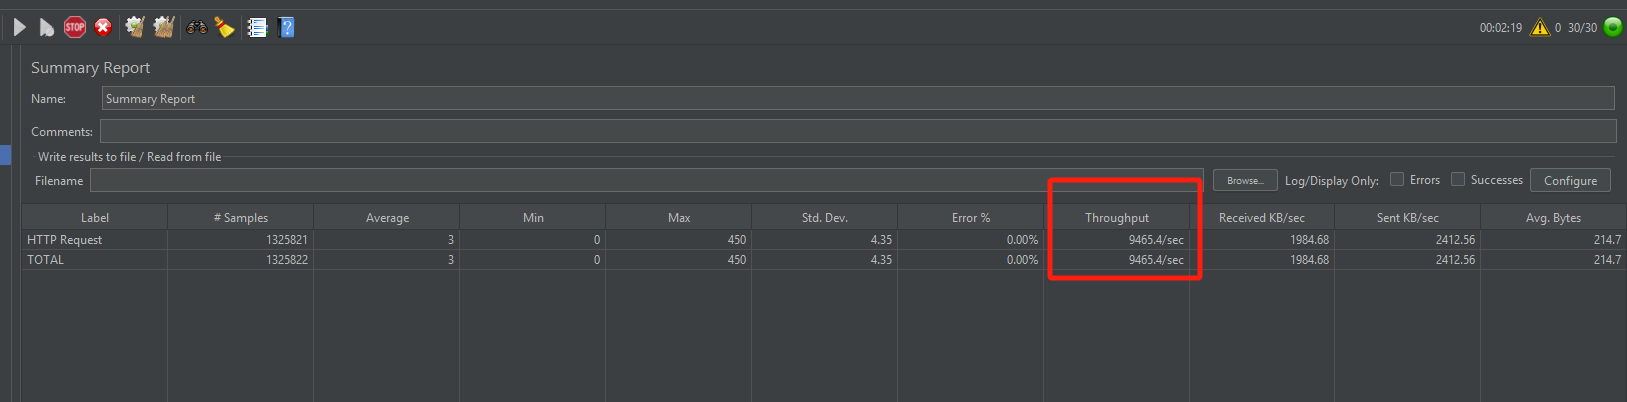 STOP
00:02:19 0 30/30
Summary Report
Name: Summary Report
Comments:
Write results to file / Read from file
Filename Browse... Log/Display Only: Errors Successes Configure
Label # Samples Average Min Max Std. Dev. Error % Throughput Received KB/sec Sent KB/sec Avg. Bytes
HTTP Request 1325821 3 0 450 4.35 0.00% 9465.4/sec 1984.68 2412.56 214.7
TOTAL 1325822 3 0 450 4.35 0.00% 9465.4/sec 1984.68 2412.56 214.7